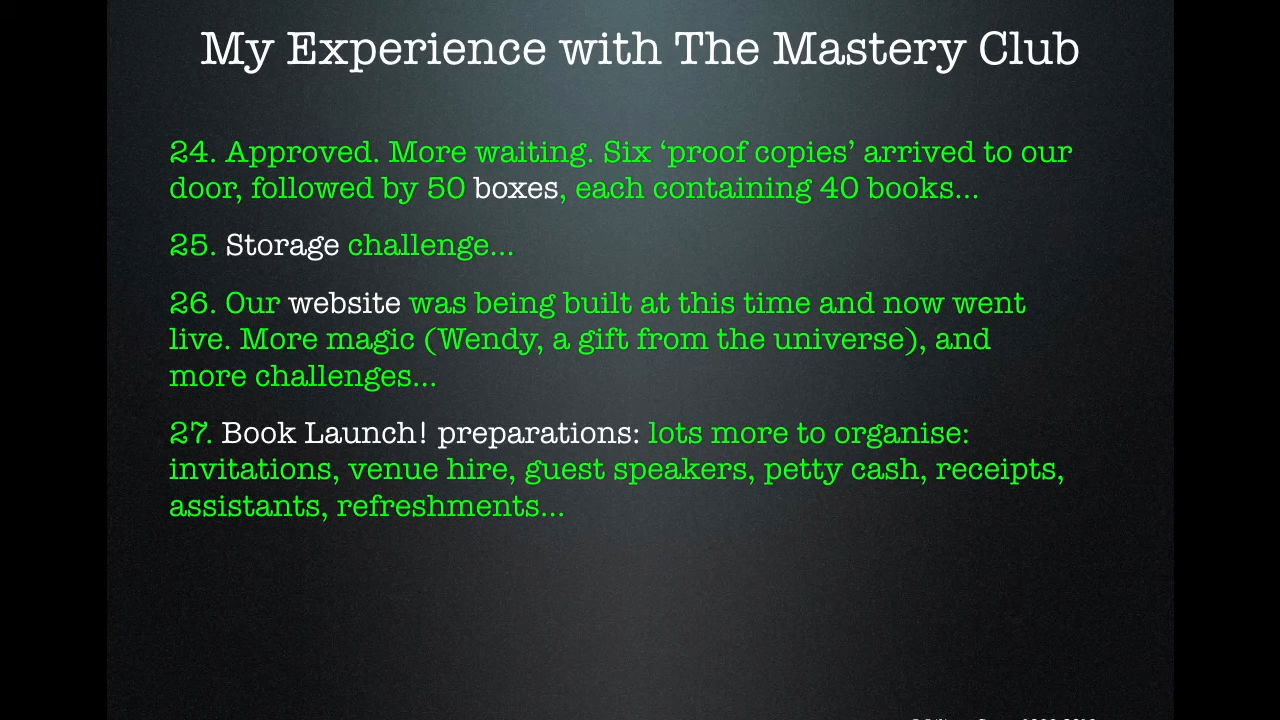 My Experience with The Mastery Club
24. Approved. More waiting. Six ‘proof copies’ arrived to our
door, followed by 50 boxes, each containing 40 books...
25. Storage challenge...
26. Our website was being built at this time and now went
live. More magic (Wendy, a gift from the universe), and
more challenges...
27. Book Launch! preparations: lots more to organise:
invitations, venue hire, guest speakers, petty cash, receipts,
assistants, refreshments...